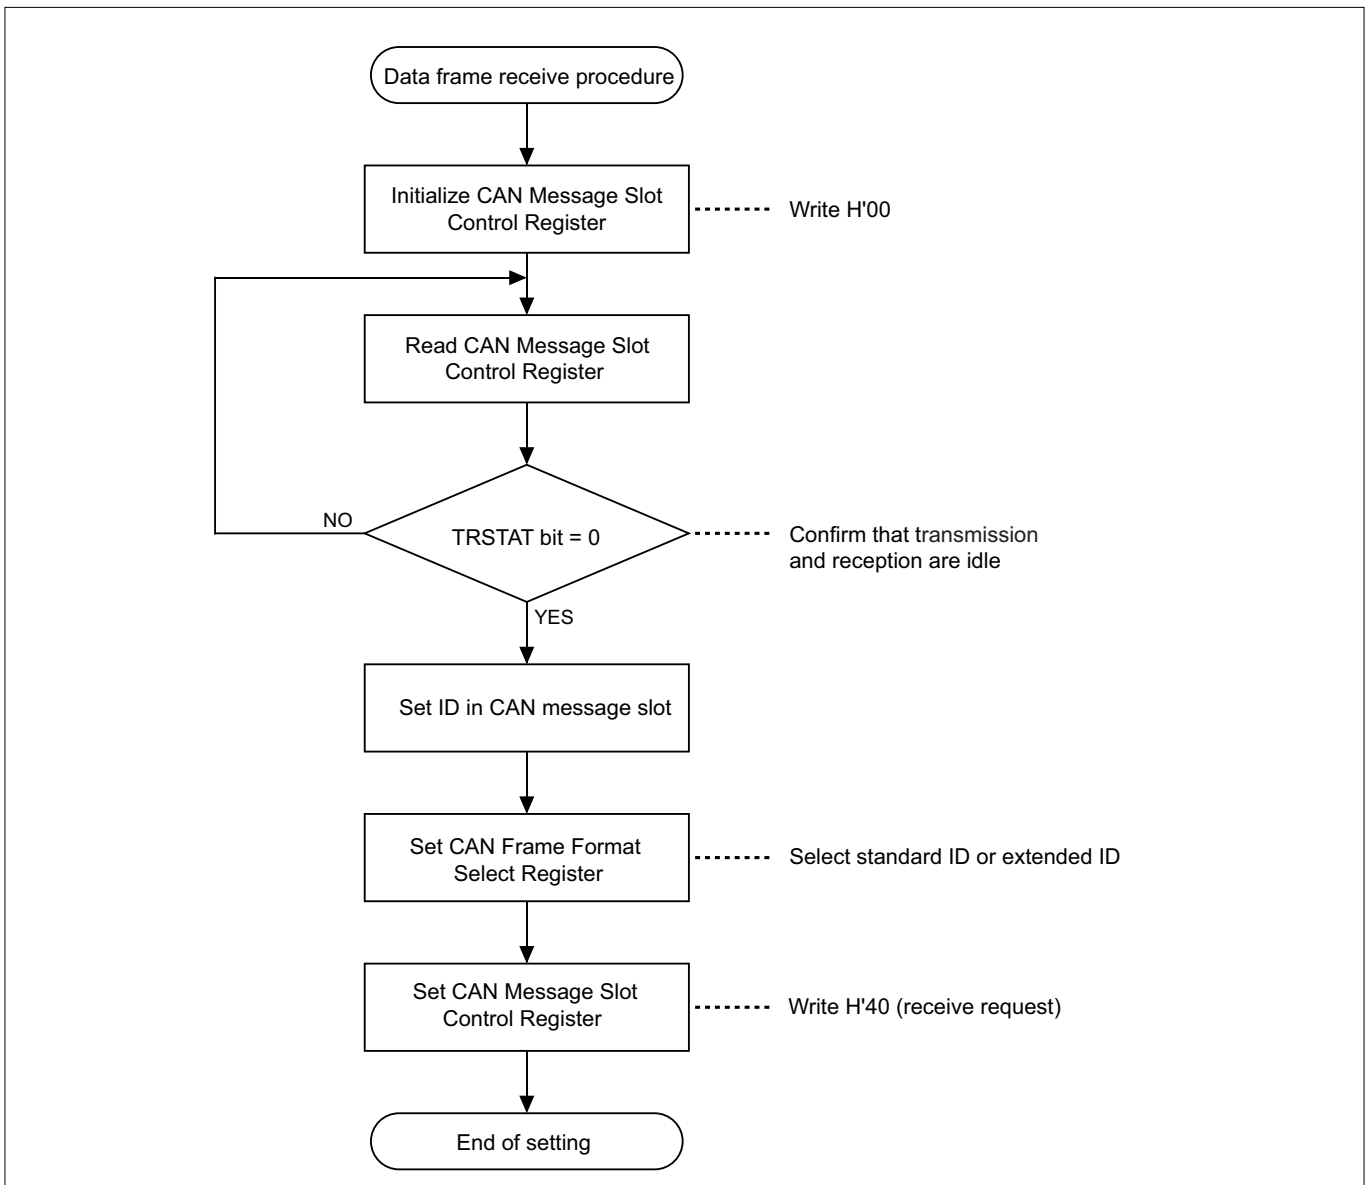 Data frame receive procedure
Initialize CAN Message Slot
Control Register
Write H'00
Read CAN Message Slot
Control Register
NO
TRSTAT bit = 0
Confirm that transmission
and reception are idle
YES
Set ID in CAN message slot
Set CAN Frame Format
Select Register
Select standard ID or extended ID
Set CAN Message Slot
Control Register
Write H'40 (receive request)
End of setting